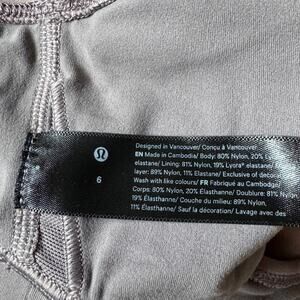 Designed in Vancouver/ Conçu à Vancouver
EN Made in Cambodia/ Body: 80% Nylon, 20% Lycra
elastane/ Lining: 81% Nylon, 19% Lycra® elastane/
layer: 89% Nylon, 11% Elastane/ Exclusive of decora
Wash with like colours/ FR Fabriqué au Cambodge/
Corps: 80% Nylon, 20% Élasthanne/ Doublure: 81%
19% Élasthanne/ Couche du milieu: 89% Nylon,
11% Élasthanne/ Sauf la décoration/ Lavage avec des
6